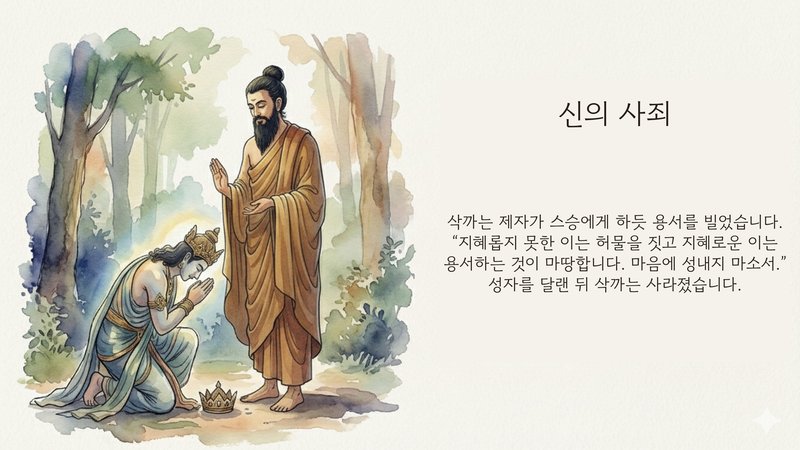 신의 사죄
삭까는 제자가 스승에게 하듯 용서를 빌었습니다.
“지혜롭지 못한 이는 허물을 짓고 지혜로운 이는
용서하는 것이 마땅합니다. 마음에 성내지 마소서.”
성자를 달랜 뒤 삭까는 사라졌습니다.